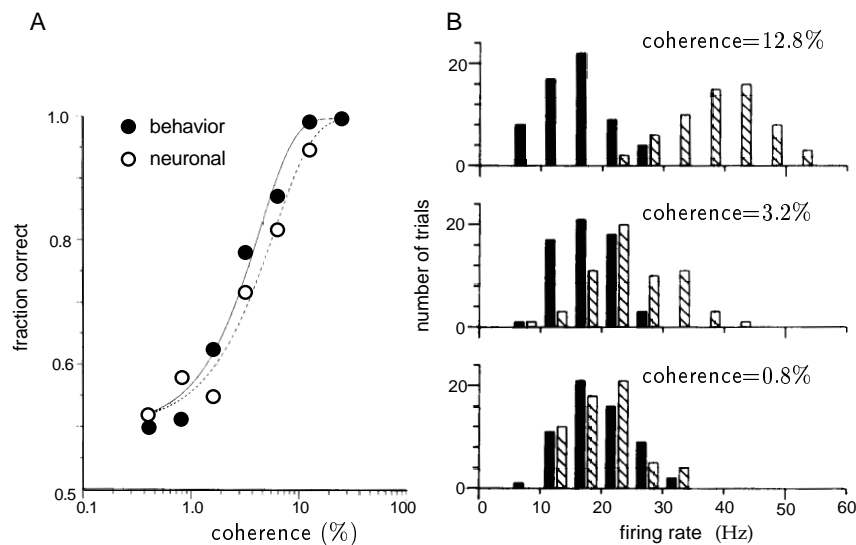 A
fraction correct
1.0
0.8
0.6
0.5
behavior
neuronal
0.1
1.0
10
100
coherence (%)
B
number of trials
coherence=12.8%
20
0
coherence=3.2%
20
0
coherence=0.8%
20
0
0
10
20
30
40
50
60
firing rate (Hz)